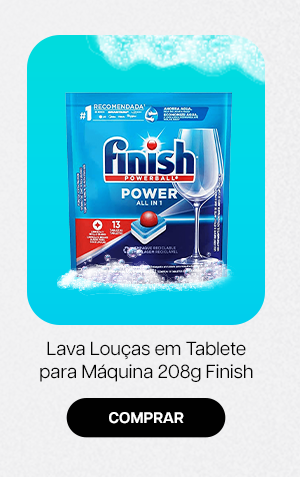 #1 RECOMENDADA
finish
POWERBALL
POWER
ALL IN 1
13
Lava Louças em Tablete
para Máquina 208g Finish
COMPRAR